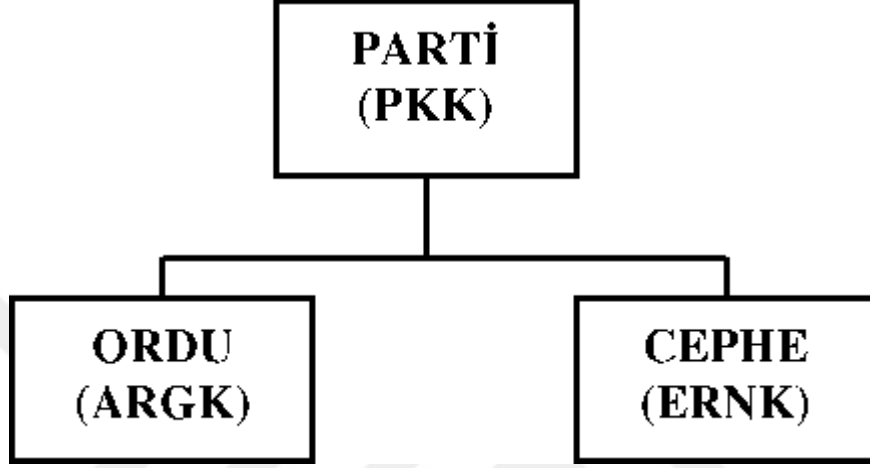 PARTİ
(PKK)
ORDU
(ARGK)
CEPHE
(ERNK)